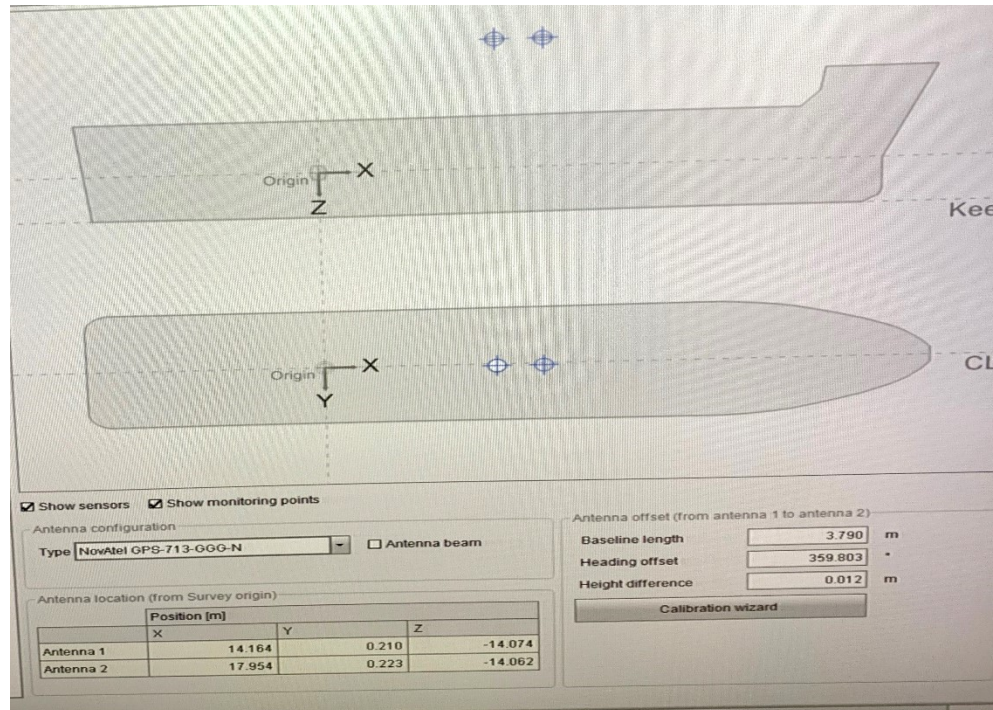 Origin X
Z
Kee
Origin X
Y
CL
Show sensors Show monitoring points
Antenna configuration
Type NovAtel GPS-713-GGG-N Antenna beam
Antenna location (from Survey origin)
Position [m]
X Y Z
Antenna 1 14.164 0.210 -14.074
Antenna 2 17.954 0.223 -14.062
Antenna offset (from antenna 1 to antenna 2)
Baseline length 3.790 m
Heading offset 359.803 °
Height difference 0.012 m
Calibration wizard